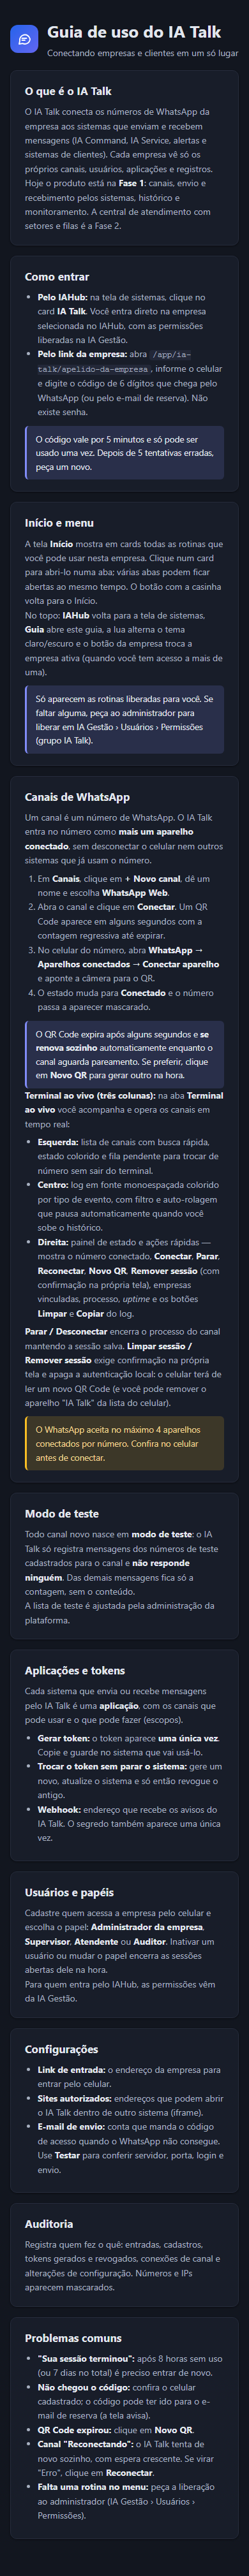 Guia de uso do IA Talk
Conectando empresas e clientes em um só lugar
O que é o IA Talk
O IA Talk conecta os números de WhatsApp da
empresa aos sistemas que enviam e recebem
mensagens (IA Command, IA Service, alertas e
sistemas de clientes). Cada empresa vê só os
próprios canais, usuários, aplicações e registros.
Hoje o produto está na Fase 1: canais, envio e
recebimento pelos sistemas, histórico e
monitoramento. A central de atendimento com
setores e filas é a Fase 2.
Como entrar
• Pelo IAHub: na tela de sistemas, clique no
card IA Talk. Você entra direto na empresa
selecionada no IAHub, com as permissões
liberadas na IA Gestão.
• Pelo link da empresa: abra /app/ia-
talk/apelido-da-empresa, informe o celular
e digite o código de 6 dígitos que chega pelo
WhatsApp (ou pelo e-mail de reserva). Não
existe senha.
O código vale por 5 minutos e só pode ser
usado uma vez. Depois de 5 tentativas erradas,
peça um novo.
Início e menu
A tela Início mostra em cards todas as rotinas que
você pode usar nesta empresa. Clique num card
para abri-lo numa aba; várias abas podem ficar
abertas ao mesmo tempo. O botão com a casinha
volta para o Início.
No topo: IAHub volta para a tela de sistemas,
Guia abre este guia, a lua alterna o tema
claro/escuro e o botão da empresa troca a
empresa ativa (quando você tem acesso a mais de
uma).
Só aparecem as rotinas liberadas para você. Se
faltar alguma, peça ao administrador para
liberar em IA Gestão › Usuários › Permissões
(grupo IA Talk).
Canais de WhatsApp
Um canal é um número de WhatsApp. O IA Talk
entra no número como mais um aparelho
conectado, sem desconectar o celular nem outros
sistemas que já usam o número.
1. Em Canais, clique em + Novo canal, dê um
nome e escolha WhatsApp Web.
2. Abra o canal e clique em Conectar. Um QR
Code aparece em alguns segundos com a
contagem regressiva até expirar.
3. No celular do número, abra WhatsApp →
Aparelhos conectados → Conectar aparelho
e aponte a câmera para o QR.
4. O estado muda para Conectado e o número
passa a aparecer mascarado.
O QR Code expira após alguns segundos e se
renova sozinho automaticamente enquanto o
canal aguarda pareamento. Se preferir, clique
em Novo QR para gerar outro na hora.
Terminal ao vivo (três colunas): na aba Terminal
ao vivo você acompanha e opera os canais em
tempo real:
• Esquerda: lista de canais com busca rápida,
estado colorido e fila pendente para trocar de
número sem sair do terminal.
• Centro: log em fonte monoespaçada colorido
por tipo de evento, com filtro e auto-rolagem
que pausa automaticamente quando você
sobe o histórico.
• Direita: painel de estado e ações rápidas —
mostra o número conectado, Conectar, Parar,
Reconectar, Novo QR, Remover sessão (com
confirmação na própria tela), empresas
vinculadas, processo, uptime e os botões
Limpar e Copiar do log.
Parar / Desconectar encerra o processo do canal
mantendo a sessão salva. Limpar sessão /
Remover sessão exige confirmação na própria
tela e apaga a autenticação local: o celular terá de
ler um novo QR Code (e você pode remover o
aparelho "IA Talk" da lista do celular).
O WhatsApp aceita no máximo 4 aparelhos
conectados por número. Confira no celular
antes de conectar.
Modo de teste
Todo canal novo nasce em modo de teste: o IA
Talk só registra mensagens dos números de teste
cadastrados para o canal e não responde
ninguém. Das demais mensagens fica só a
contagem, sem o conteúdo.
A lista de teste é ajustada pela administração da
plataforma.
Aplicações e tokens
Cada sistema que envia ou recebe mensagens
pelo IA Talk é uma aplicação, com os canais que
pode usar e o que pode fazer (escopos).
• Gerar token: o token aparece uma única vez.
Copie e guarde no sistema que vai usá-lo.
• Trocar o token sem parar o sistema: gere um
novo, atualize o sistema e só então revogue o
antigo.
• Webhook: endereço que recebe os avisos do
IA Talk. O segredo também aparece uma única
vez.
Usuários e papéis
Cadastre quem acessa a empresa pelo celular e
escolha o papel: Administrador da empresa,
Supervisor, Atendente ou Auditor. Inativar um
usuário ou mudar o papel encerra as sessões
abertas dele na hora.
Para quem entra pelo IAHub, as permissões vêm
da IA Gestão.
Configurações
• Link de entrada: o endereço da empresa para
entrar pelo celular.
• Sites autorizados: endereços que podem abrir
o IA Talk dentro de outro sistema (iframe).
• E-mail de envio: conta que manda o código
de acesso quando o WhatsApp não consegue.
Use Testar para conferir servidor, porta, login e
envio.
Auditoria
Registra quem fez o quê: entradas, cadastros,
tokens gerados e revogados, conexões de canal e
alterações de configuração. Números e IPs
aparecem mascarados.
Problemas comuns
• "Sua sessão terminou": após 8 horas sem uso
(ou 7 dias no total) é preciso entrar de novo.
• Não chegou o código: confira o celular
cadastrado; o código pode ter ido para o e-
mail de reserva (a tela avisa).
• QR Code expirou: clique em Novo QR.
• Canal "Reconectando": o IA Talk tenta de
novo sozinho, com espera crescente. Se virar
"Erro", clique em Reconectar.
• Falta uma rotina no menu: peça a liberação
ao administrador (IA Gestão › Usuários ›
Permissões).